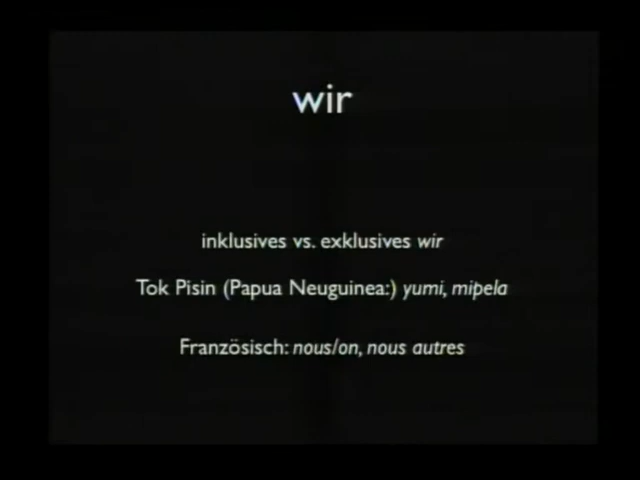 wir
inklusives vs. exklusives wir
Tok Pisin (Papua Neuguinea:) yumi, mipela
Französisch: nous/on, nous autres